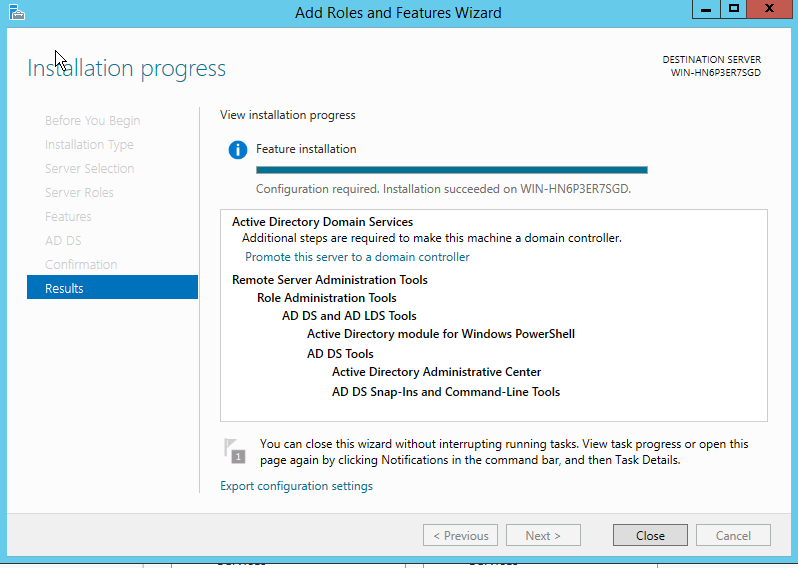 Add Roles and Features Wizard
Installation progress
DESTINATION SERVER
WIN-HN6P3ER7SGD
Before You Begin
Installation Type
Server Selection
Server Roles
Features
AD DS
Confirmation
Results
View installation progress
Feature installation
Configuration required. Installation succeeded on WIN-HN6P3ER7SGD.
Active Directory Domain Services
Additional steps are required to make this machine a domain controller.
Promote this server to a domain controller
Remote Server Administration Tools
Role Administration Tools
AD DS and AD LDS Tools
Active Directory module for Windows PowerShell
AD DS Tools
Active Directory Administrative Center
AD DS Snap-Ins and Command-Line Tools
1
You can close this wizard without interrupting running tasks. View task progress or open this
page again by clicking Notifications in the command bar, and then Task Details.
Export configuration settings
< Previous
Next >
Close
Cancel